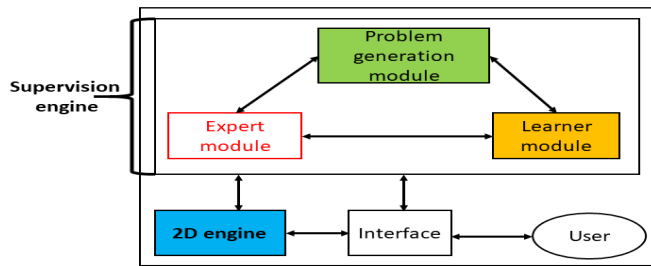 Problem
generation
module
Supervision
engine
Expert
module
Learner
module
2D engine
Interface
User